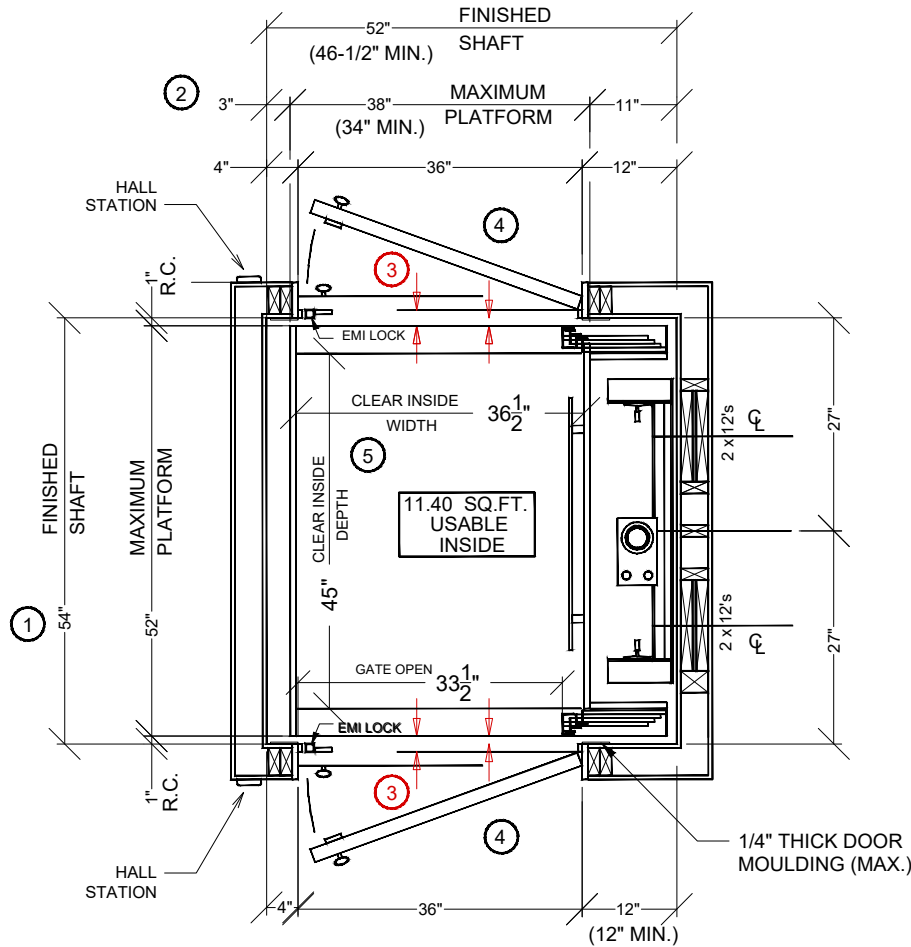 FINISHED
52"
SHAFT
(46-1/2" MIN.)
2
MAXIMUM
3"
38"
11"
PLATFORM
(34" MIN.)
4"
36"
12"
HALL
STATION
4
3
1"
R.C.
EMI LOCK
CLEAR INSIDE
36 1/2"
WIDTH
2 x 12's
C L
27"
5
FINISHED
SHAFT
MAXIMUM
PLATFORM
CLEAR INSIDE
DEPTH
11.40 SQ.FT.
USABLE
INSIDE
45"
1
54"
52"
2 x 12's
C L
27"
GATE OPEN
33 1/2"
EMI LOCK
1"
R.C.
3
4
HALL
STATION
1/4" THICK DOOR
MOULDING (MAX.)
4"
36"
12"
(12" MIN.)